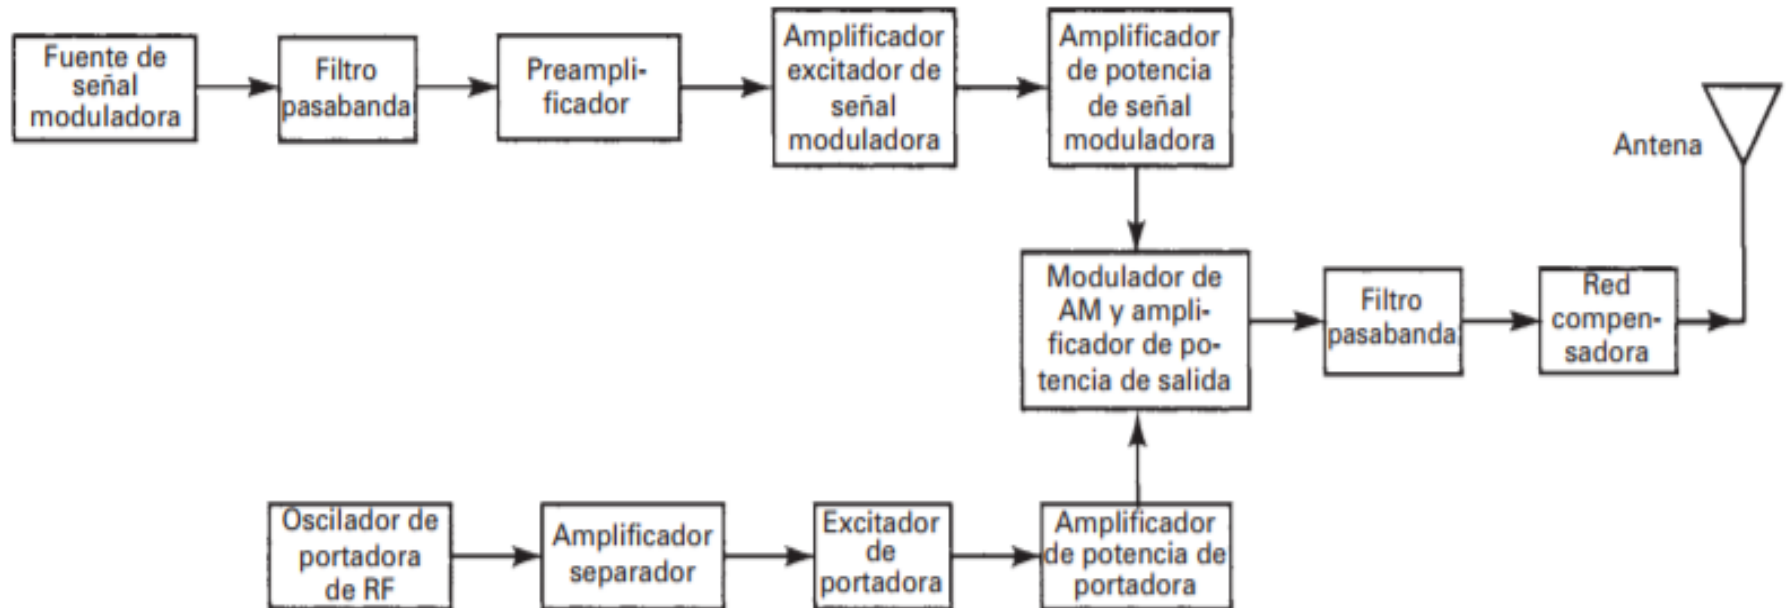 Fuente de
señal
moduladora
Filtro
pasabanda
Preampli-
ficador
Amplificador
excitador de
señal
moduladora
Amplificador
de potencia
de señal
moduladora
Antena
Modulador de
AM y ampli-
ficador de po-
tencia de salida
Filtro
pasabanda
Red
compen-
sadora
Oscilador de
portadora
de RF
Amplificador
separador
Excitador
de
portadora
Amplificador
de potencia de
portadora